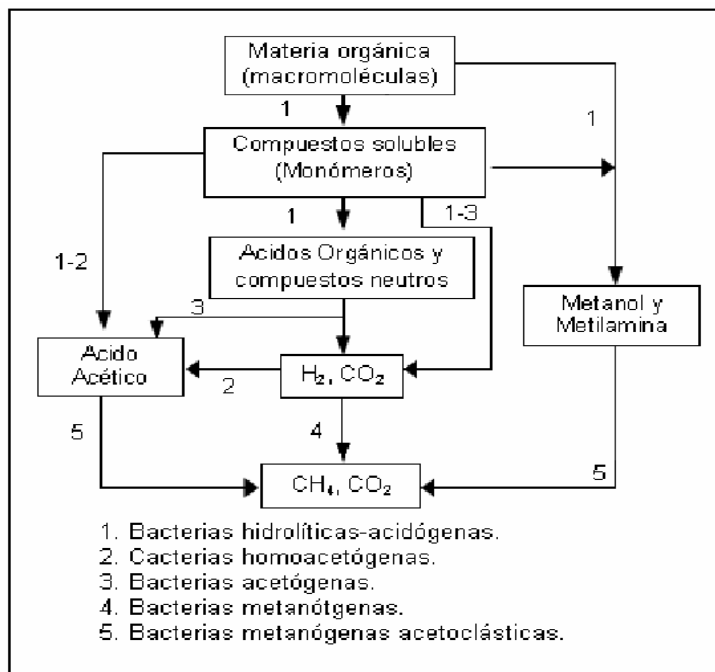 Materia orgánica
(macromoléculas)
1
1
Compuestos solubles
(Monómeros)
1
1-3
1-2
Acidos Orgánicos y
compuestos neutros
3
Metanol y
Metilamina
Acido
Acético
2
H₂, CO₂
5
4
5
CH₄, CO₂
1. Bacterias hidrolíticas-acidógenas.
2. Cacterias homoacetógenas.
3. Bacterias acetógenas.
4. Bacterias metanótgenas.
5. Bacterias metanógenas acetoclásticas.